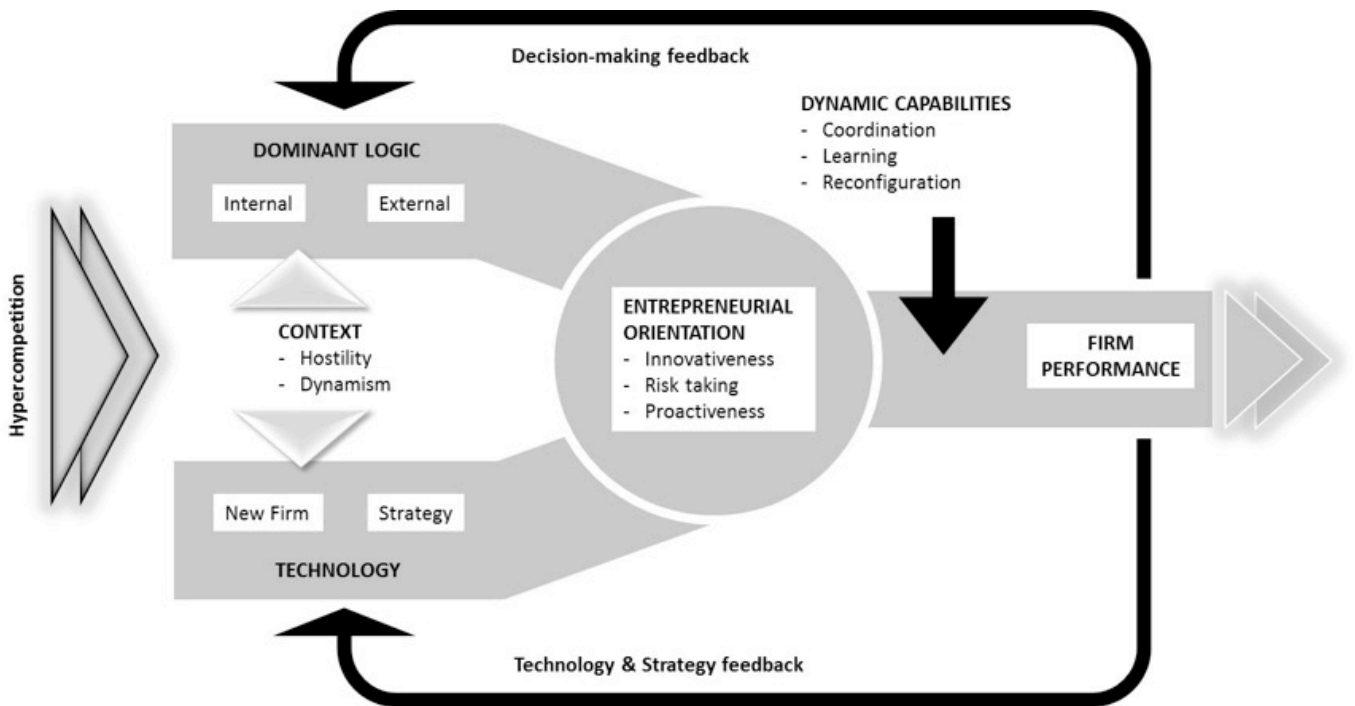 Decision-making feedback
DYNAMIC CAPABILITIES
- Coordination
- Learning
- Reconfiguration
DOMINANT LOGIC
Internal
External
Hypercompetition
CONTEXT
- Hostility
- Dynamism
ENTREPRENEURIAL
ORIENTATION
- Innovativeness
- Risk taking
- Proactiveness
FIRM
PERFORMANCE
New Firm
Strategy
TECHNOLOGY
Technology & Strategy feedback